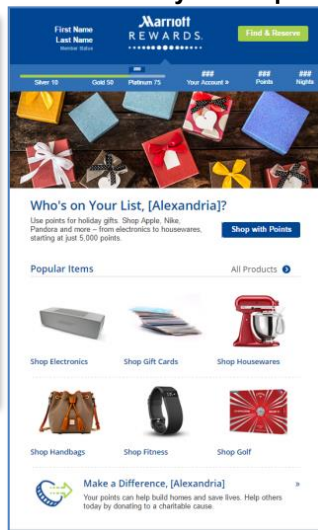 First Name
Last Name
Member Status
Marriott
REWARDS.
Find & Reserve
###
Silver 10
Gold 50
Platinum 75
###
Your Account »
###
Points
###
Nights
Who's on Your List, [Alexandria]?
Use points for holiday gifts. Shop Apple, Nike,
Pandora and more – from electronics to housewares,
starting at just 5,000 points.
Shop with Points
Popular Items
All Products
Shop Electronics
Shop Gift Cards
Shop Housewares
Shop Handbags
Shop Fitness
Shop Golf
Make a Difference, [Alexandria]
»
Your points can help build homes and save lives. Help others
today by donating to a charitable cause.